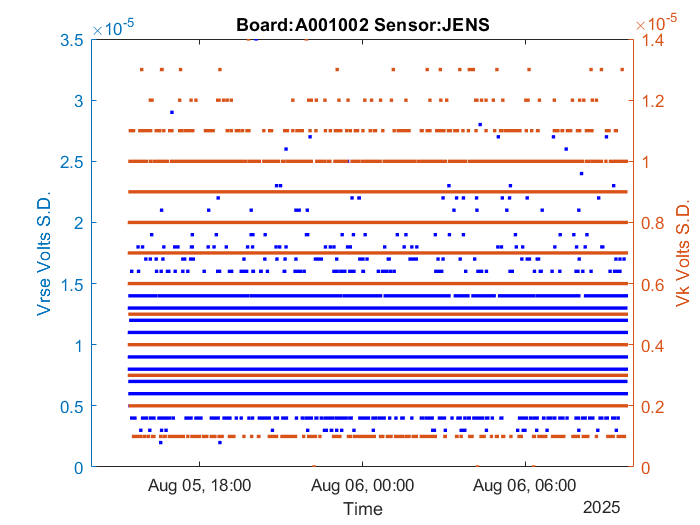 Board:A001002 Sensor:JENS
×10⁻⁵
×10⁻⁵
3.5
3
2.5
2
1.5
1
0.5
0
Vrse Volts S.D.
1.4
1.2
1
0.8
0.6
0.4
0.2
0
Vk Volts S.D.
Aug 05, 18:00
Aug 06, 00:00
Aug 06, 06:00
Time
2025